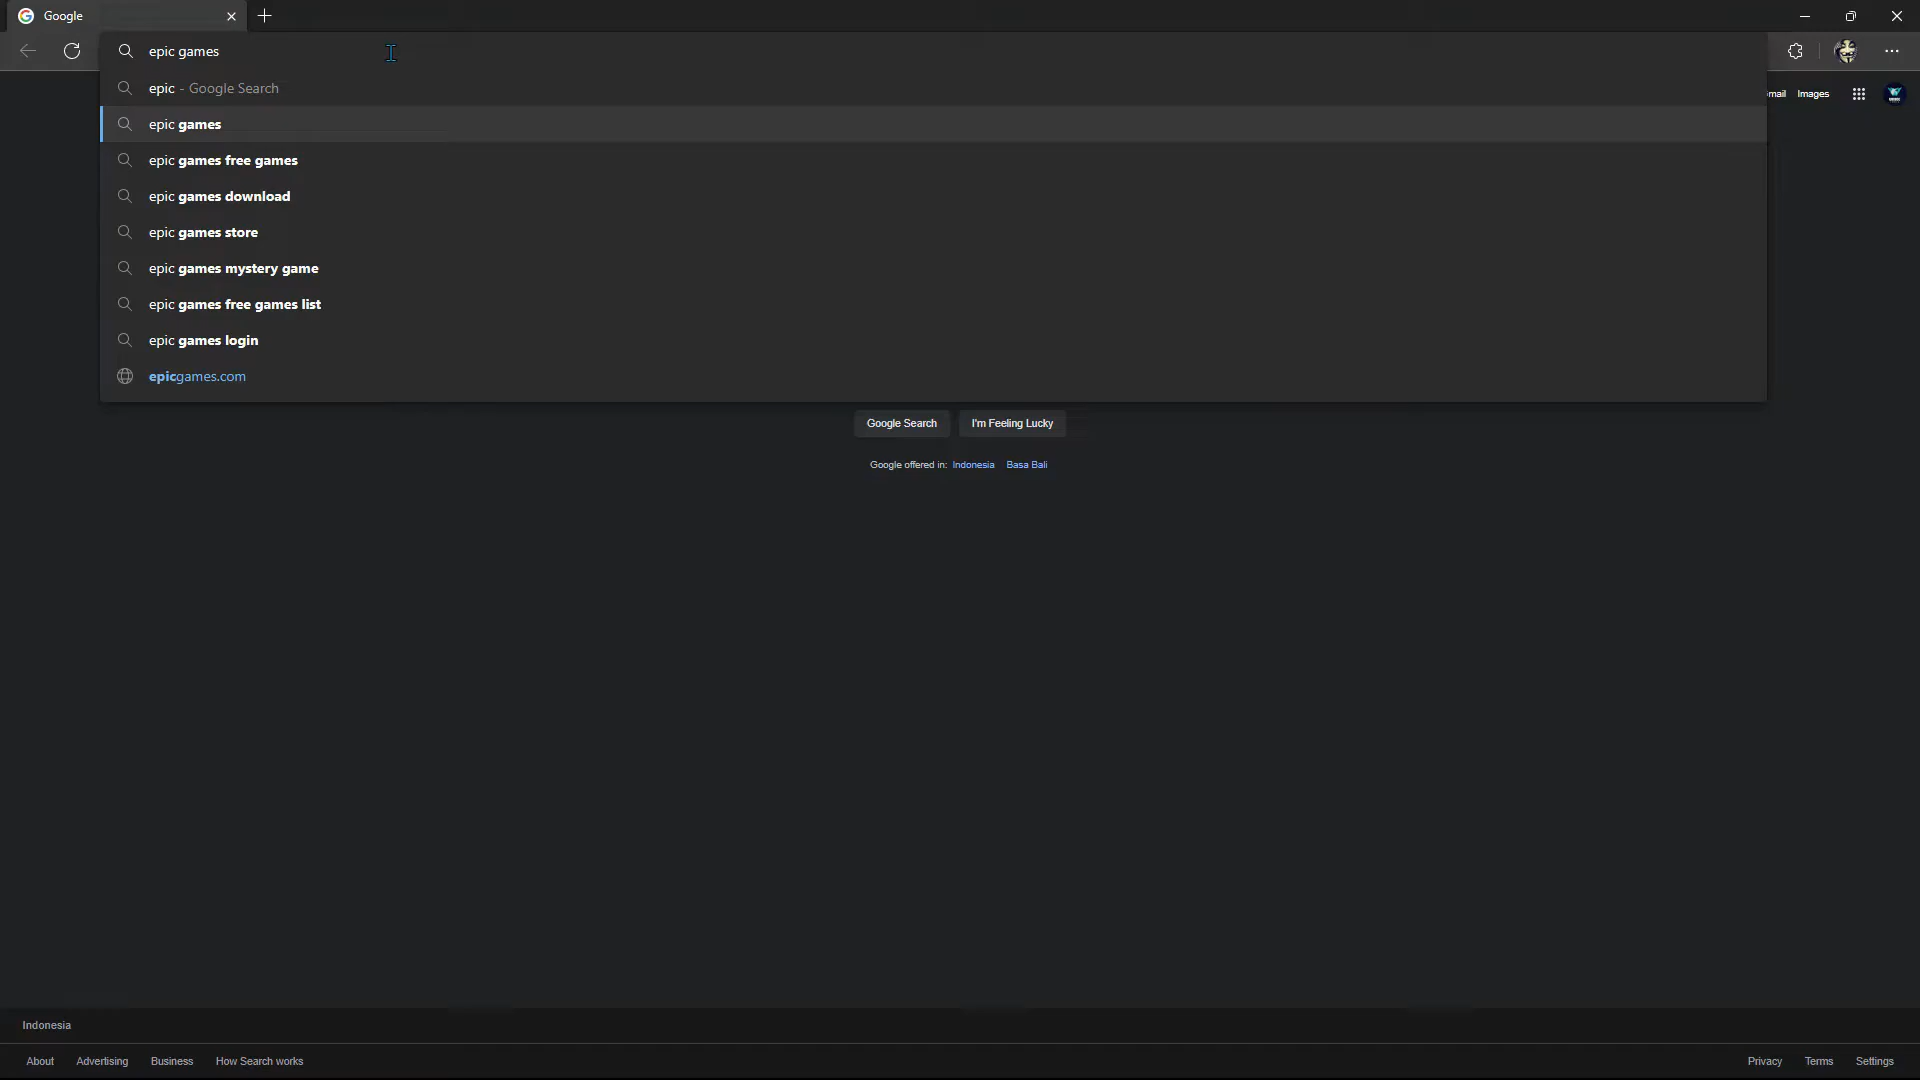 Google
epic games
epic - Google Search
epic games
epic games free games
epic games download
epic games store
epic games mystery game
epic games free games list
epic games login
epicgames.com
mail Images
Google Search I'm Feeling Lucky
Google offered in: Indonesia Basa Bali
Indonesia
About Advertising Business How Search works Privacy Terms Settings